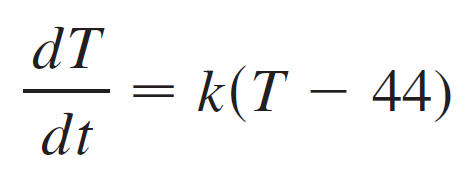 dT/dt = k(T − 44)